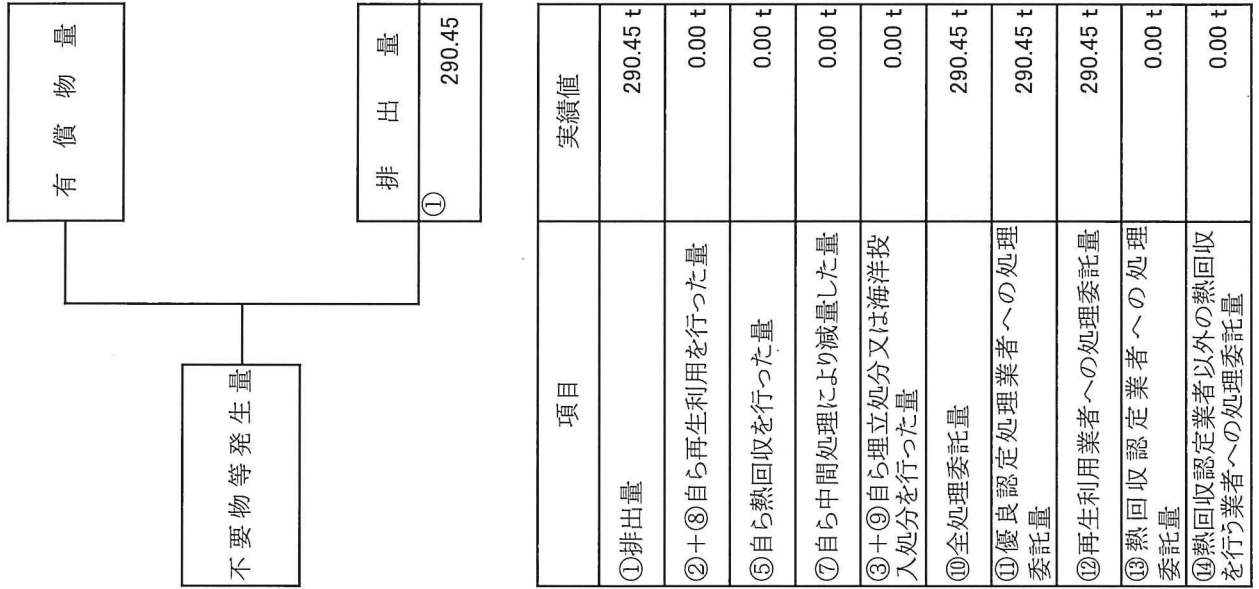 有償物量
不要物等発生量
排出量
①
290.45
項目 実績値
①排出量 290.45 t
②+⑧自ら再生利用を行った量 0.00 t
⑤自ら熱回収を行った量 0.00 t
⑦自ら中間処理により減量した量 0.00 t
③+⑨自ら埋立処分又は海洋投
入処分を行った量 0.00 t
⑩全処理委託量 290.45 t
⑪優良認定処理業者への処理
委託量 290.45 t
⑫再生利用業者への処理委託量 290.45 t
⑬熱回収認定業者への処理
委託量 0.00 t
⑭熱回収認定業者以外の熱回収
を行う業者への処理委託量 0.00 t